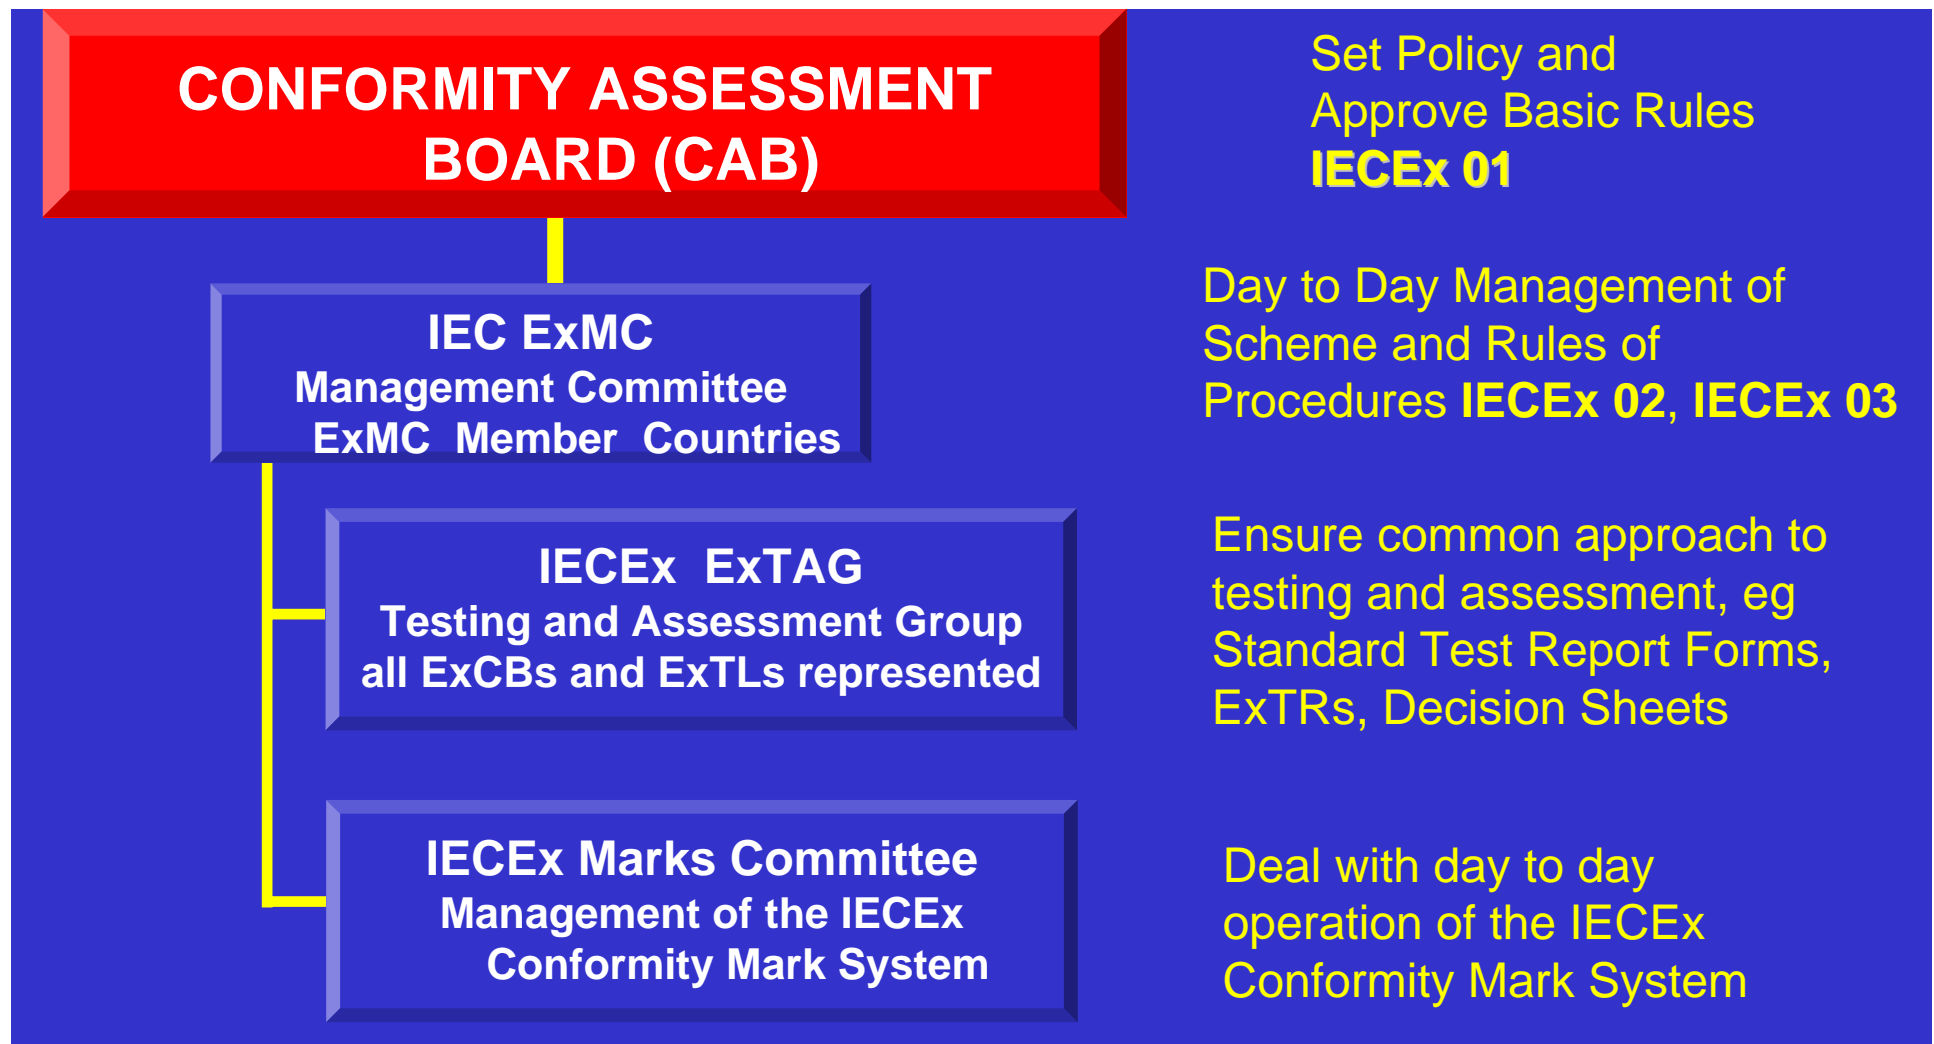 CONFORMITY ASSESSMENT
BOARD (CAB)
Set Policy and
Approve Basic Rules
IECEx 01
IEC ExMC
Management Committee
ExMC Member Countries
Day to Day Management of
Scheme and Rules of
Procedures IECEx 02, IECEx 03
IECEx ExTAG
Testing and Assessment Group
all ExCBs and ExTLs represented
Ensure common approach to
testing and assessment, eg
Standard Test Report Forms,
ExTRs, Decision Sheets
IECEx Marks Committee
Management of the IECEx
Conformity Mark System
Deal with day to day
operation of the IECEx
Conformity Mark System